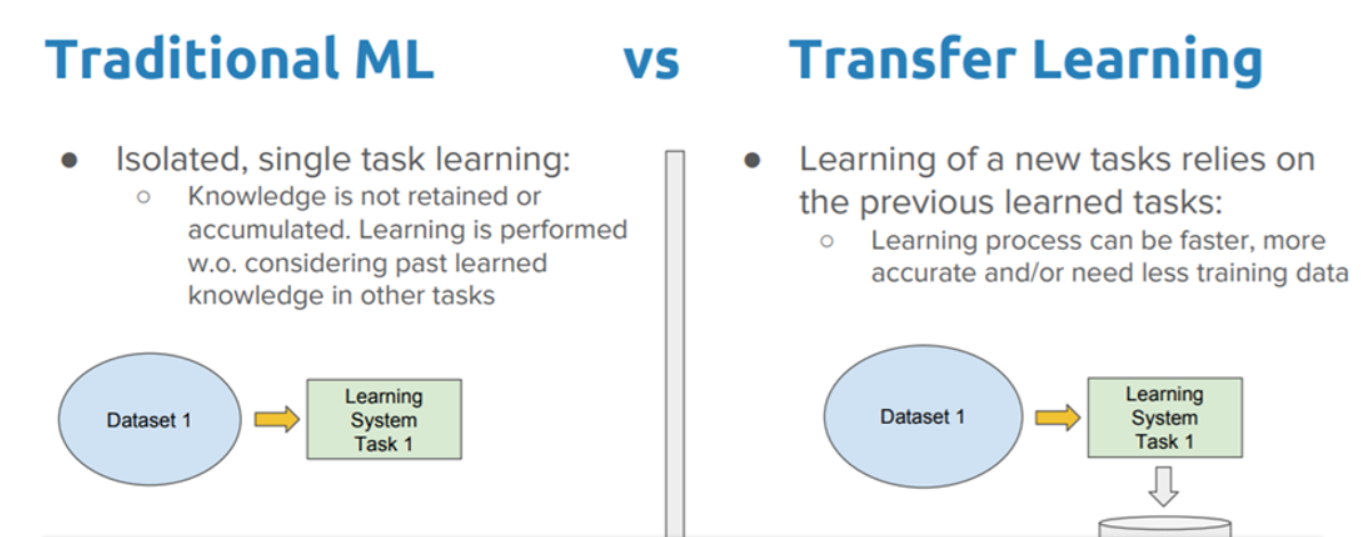 Traditional ML vs Transfer Learning
● Isolated, single task learning:
○ Knowledge is not retained or
accumulated. Learning is performed
w.o. considering past learned
knowledge in other tasks
Dataset 1
Learning
System
Task 1
● Learning of a new tasks relies on
the previous learned tasks:
○ Learning process can be faster, more
accurate and/or need less training data
Dataset 1
Learning
System
Task 1